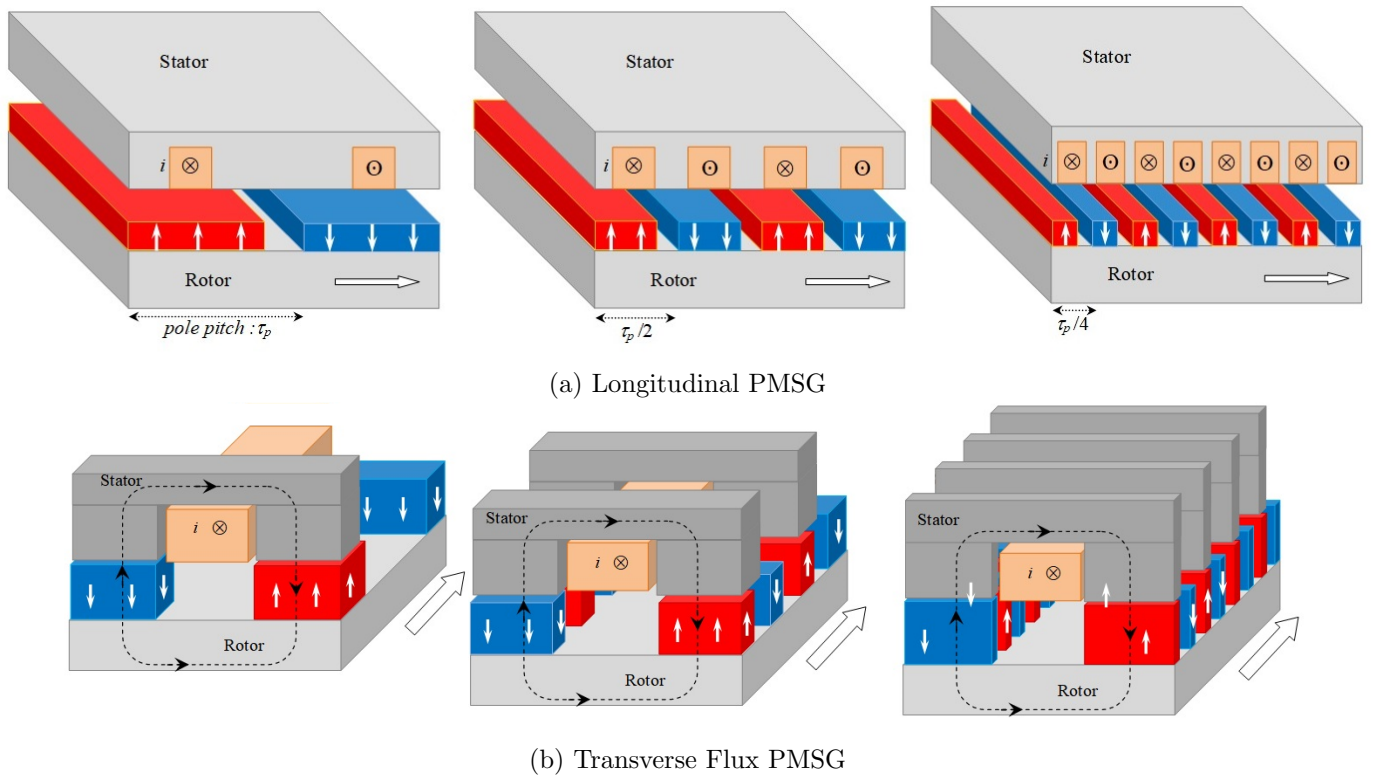 Stator
i ⊗ ⊙
Rotor
pole pitch : τp
Stator
i ⊗ ⊙ ⊗ ⊙
Rotor
τp/2
Stator
i ⊗ ⊙ ⊗ ⊙ ⊗ ⊙ ⊗ ⊙
Rotor
τp/4
(a) Longitudinal PMSG
Stator
i ⊗
Rotor
Stator
i ⊗
Rotor
Stator
i ⊗
Rotor
(b) Transverse Flux PMSG